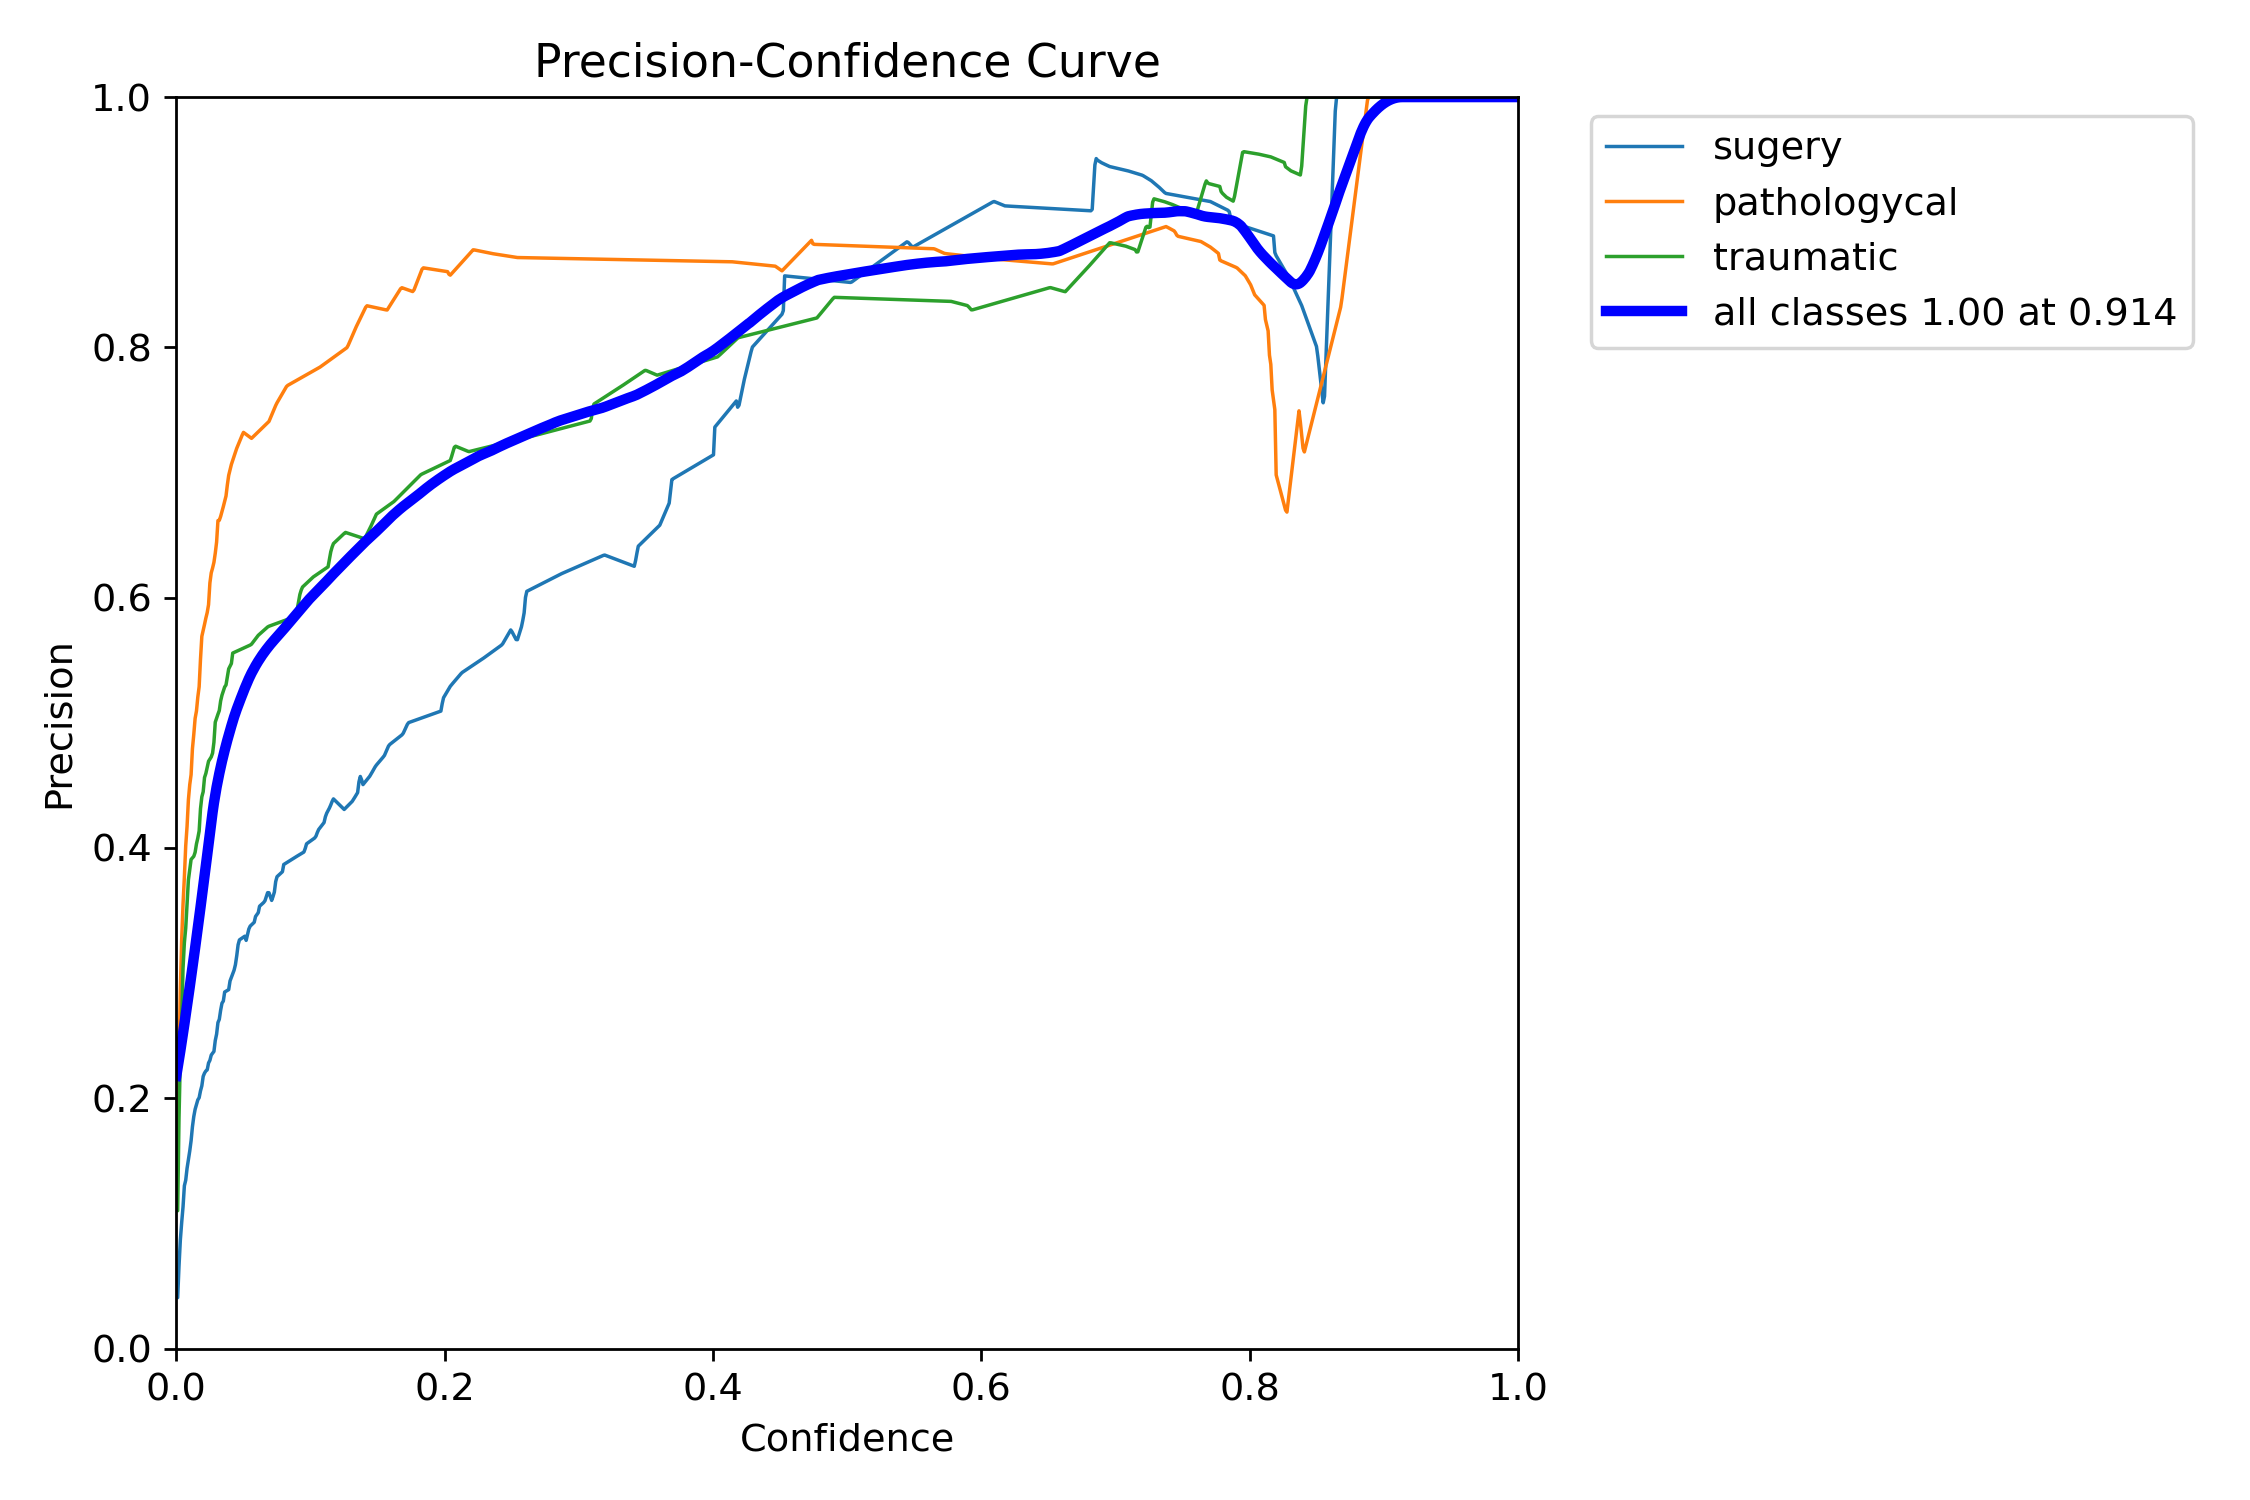 Precision-Confidence Curve
1.0
0.8
0.6
0.4
0.2
0.0
Precision
0.0 0.2 0.4 0.6 0.8 1.0
Confidence
sugery
pathologycal
traumatic
all classes 1.00 at 0.914